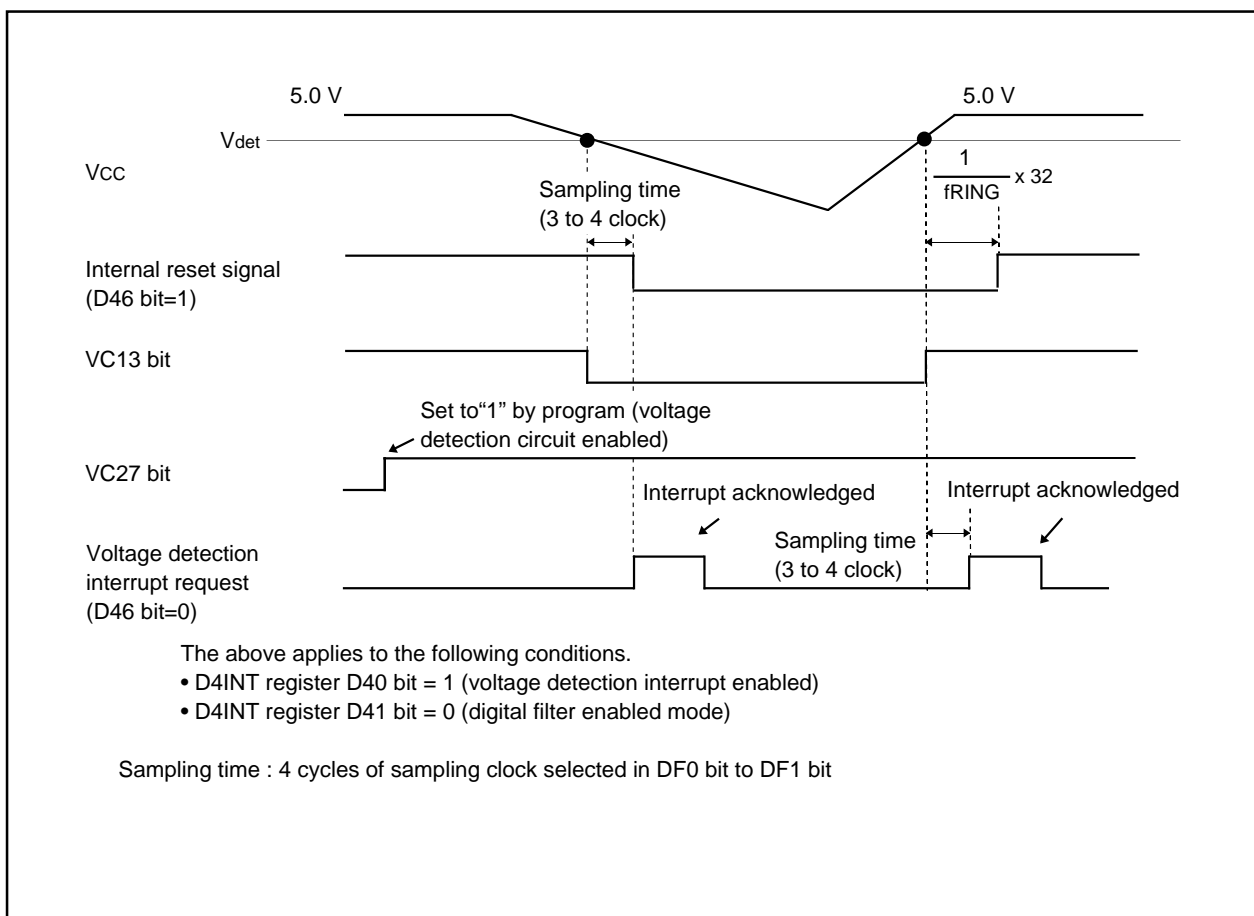 5.0 V
5.0 V
Vdet
VCC
1
fRING
x 32
Sampling time
(3 to 4 clock)
Internal reset signal
(D46 bit=1)
VC13 bit
Set to“1” by program (voltage
detection circuit enabled)
VC27 bit
Interrupt acknowledged
Interrupt acknowledged
Voltage detection
interrupt request
(D46 bit=0)
Sampling time
(3 to 4 clock)
The above applies to the following conditions.
• D4INT register D40 bit = 1 (voltage detection interrupt enabled)
• D4INT register D41 bit = 0 (digital filter enabled mode)
Sampling time : 4 cycles of sampling clock selected in DF0 bit to DF1 bit